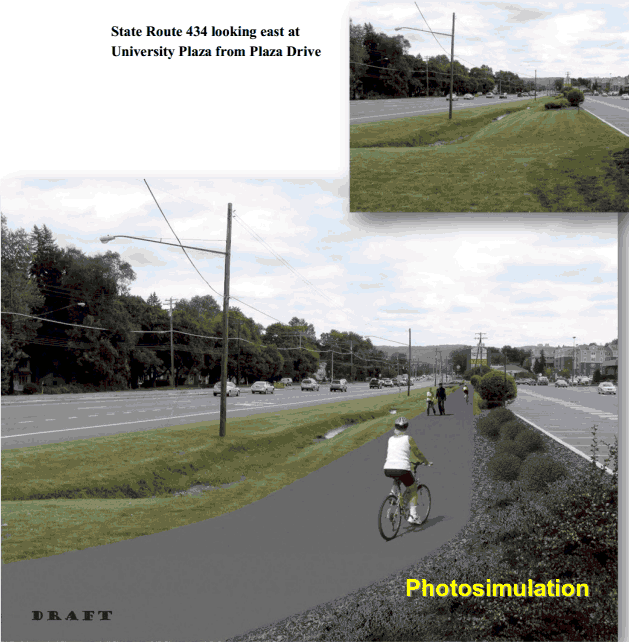 State Route 434 looking east at
University Plaza from Plaza Drive
Photosimulation
DRAFT